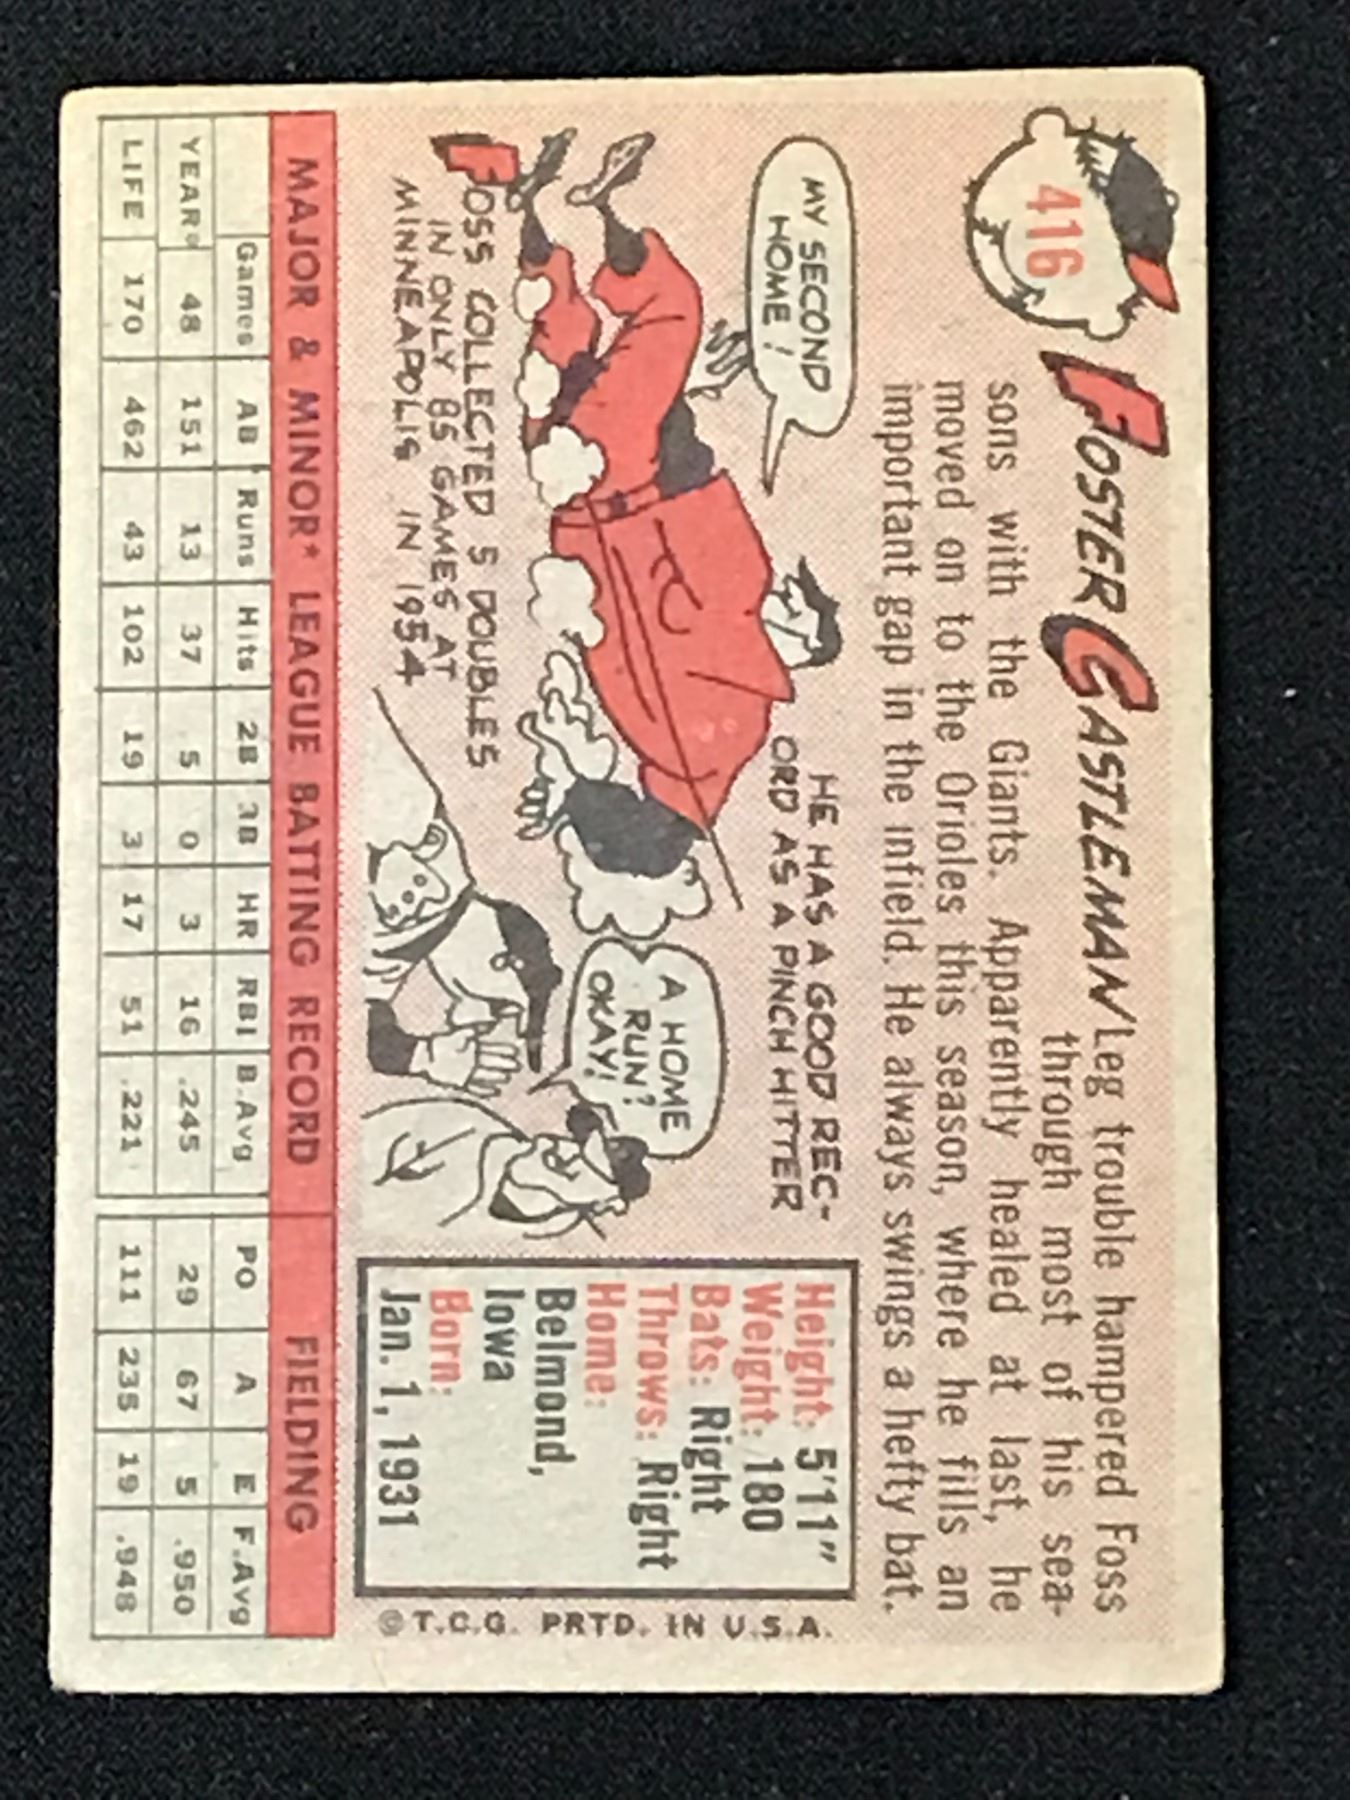 416
FOSTER CASTLEMAN/Leg trouble hampered Foss
through most of his sea-
sons with the Giants. Apparently healed at last, he
moved on to the Orioles this season, where he fills an
important gap in the infield. He always swings a hefty bat.
MY SECOND
HOME!
HE HAS A GOOD REC-
ORD AS A PINCH HITTER
A HOME
RUN?
OKAY!
FOSS COLLECTED 5 DOUBLES
IN ONLY 85 GAMES AT
MINNEAPOLIS IN 1954
Height: 5'11"
Weight: 180
Bats: Right
Throws: Right
Home:
Belmond,
Iowa
Born:
Jan. 1, 1931
© T.C.G. PRTD. IN U.S.A.
MAJOR & MINOR* LEAGUE BATTING RECORD FIELDING
Games AB Runs Hits 2B 3B HR RBI B.Avg PO A E F.Avg
YEAR* 48 151 13 37 5 0 3 16 .245 29 67 5 .950
LIFE 170 462 43 102 19 3 17 51 .221 111 235 19 .948